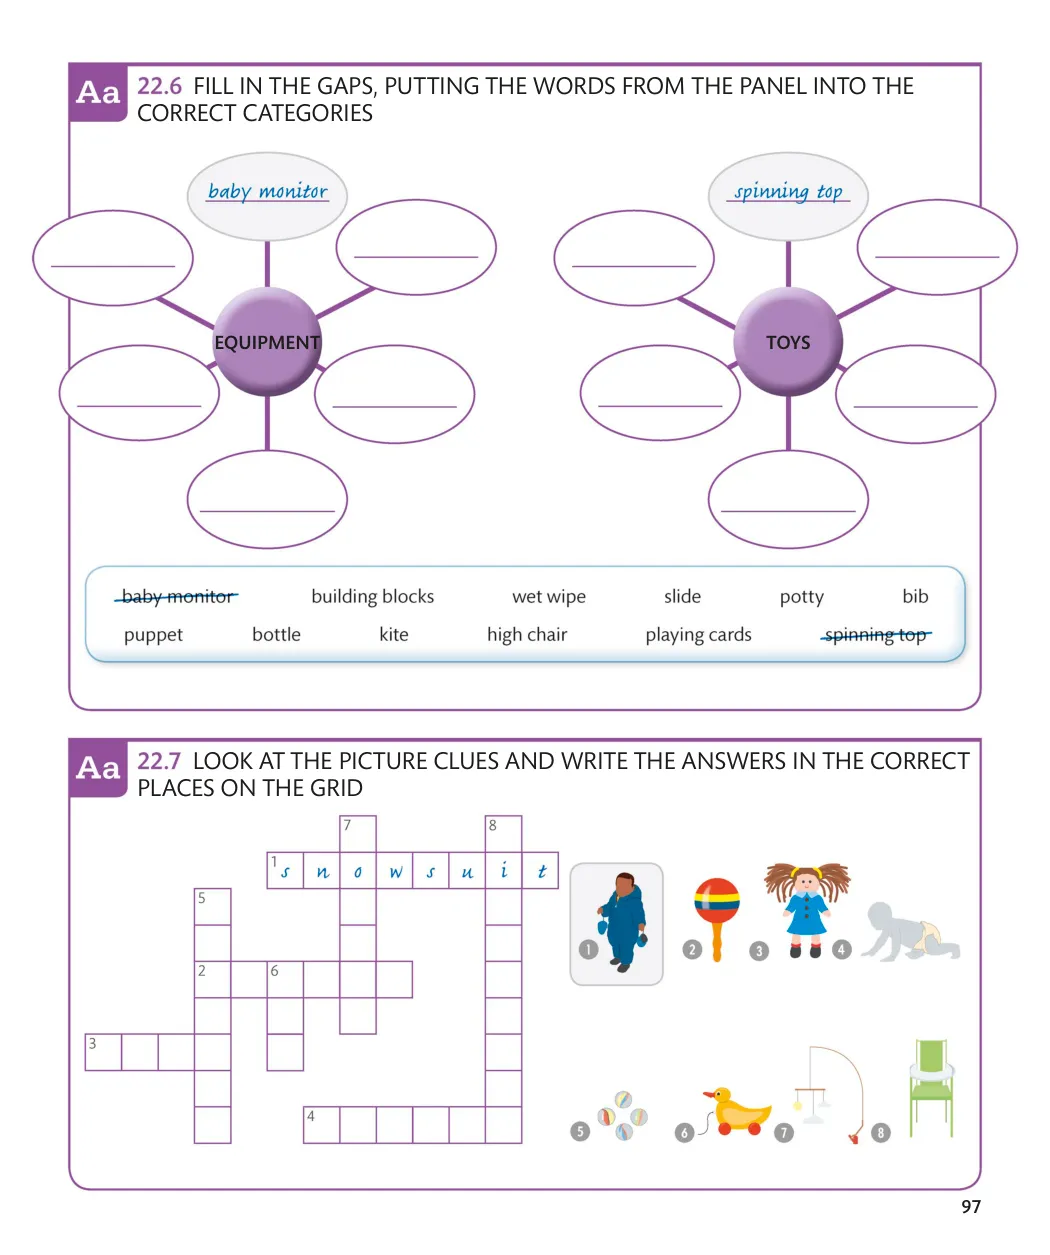 Aa 22.6 FILL IN THE GAPS, PUTTING THE WORDS FROM THE PANEL INTO THE
CORRECT CATEGORIES
baby monitor
spinning top
EQUIPMENT
TOYS
baby monitor building blocks wet wipe slide potty bib
puppet bottle kite high chair playing cards spinning top
Aa 22.7 LOOK AT THE PICTURE CLUES AND WRITE THE ANSWERS IN THE CORRECT
PLACES ON THE GRID
7 8
1 s n o w s u i t
5
2 6
3
4
1 2 3 4
5 6 7 8
97